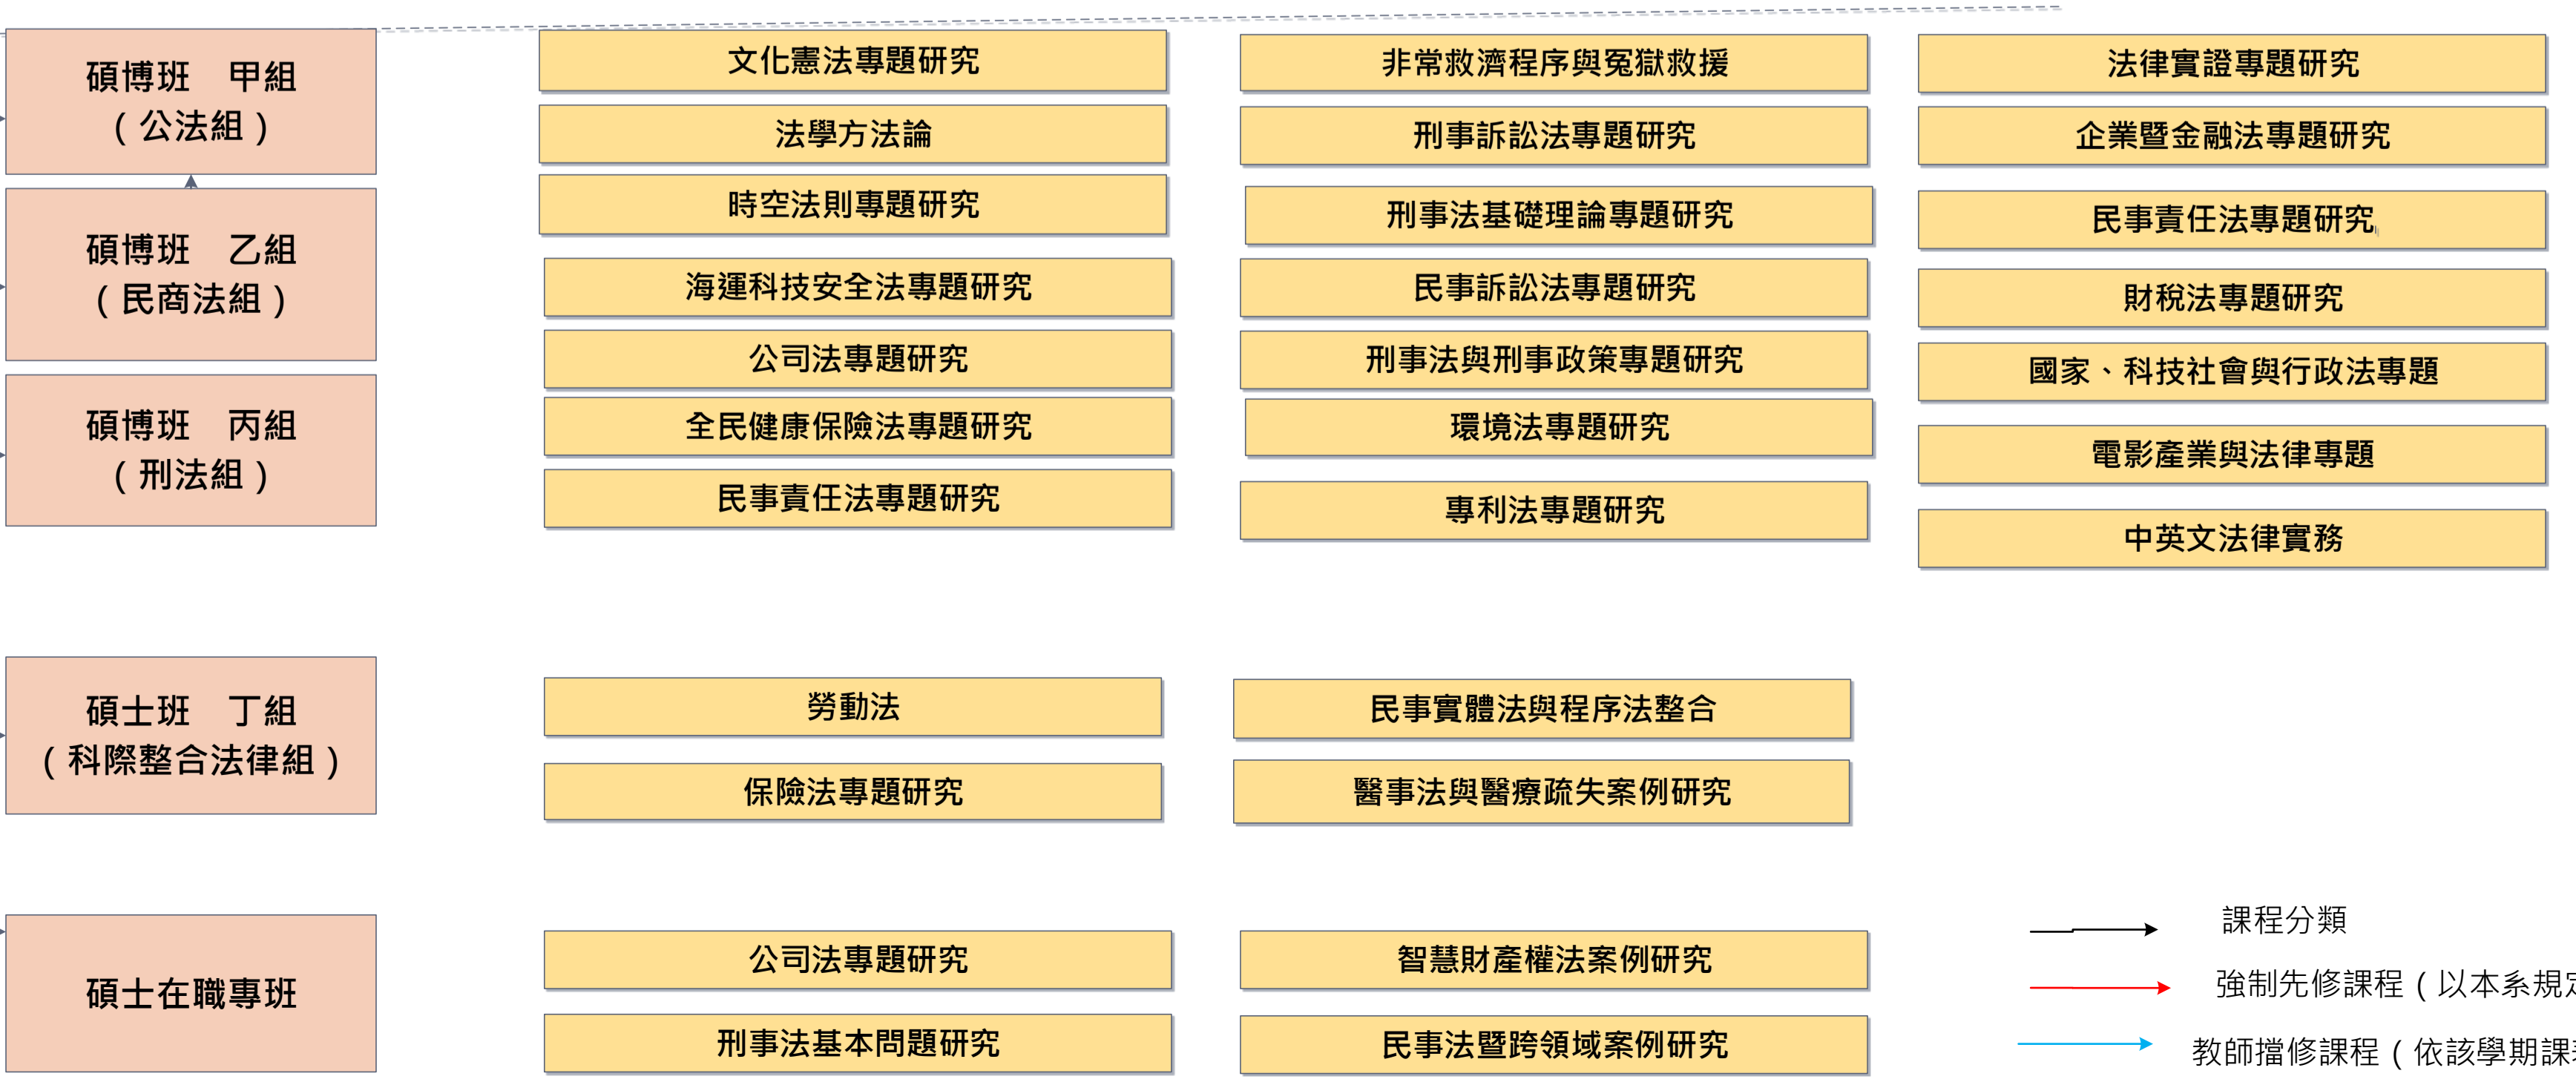 碩博班　甲組
（公法組）
碩博班　乙組
（民商法組）
碩博班　丙組
（刑法組）
文化憲法專題研究
法學方法論
時空法則專題研究
海運科技安全法專題研究
公司法專題研究
全民健康保險法專題研究
民事責任法專題研究
非常救濟程序與冤獄救援
刑事訴訟法專題研究
刑事法基礎理論專題研究
民事訴訟法專題研究
刑事法與刑事政策專題研究
環境法專題研究
專利法專題研究
法律實證專題研究
企業暨金融法專題研究
民事責任法專題研究
財稅法專題研究
國家、科技社會與行政法專題
電影產業與法律專題
中英文法律實務
碩士班　丁組
（科際整合法律組）
勞動法
保險法專題研究
民事實體法與程序法整合
醫事法與醫療疏失案例研究
碩士在職專班
公司法專題研究
刑事法基本問題研究
智慧財產權法案例研究
民事法暨跨領域案例研究
課程分類
強制先修課程（以本系規定
教師擋修課程（依該學期課